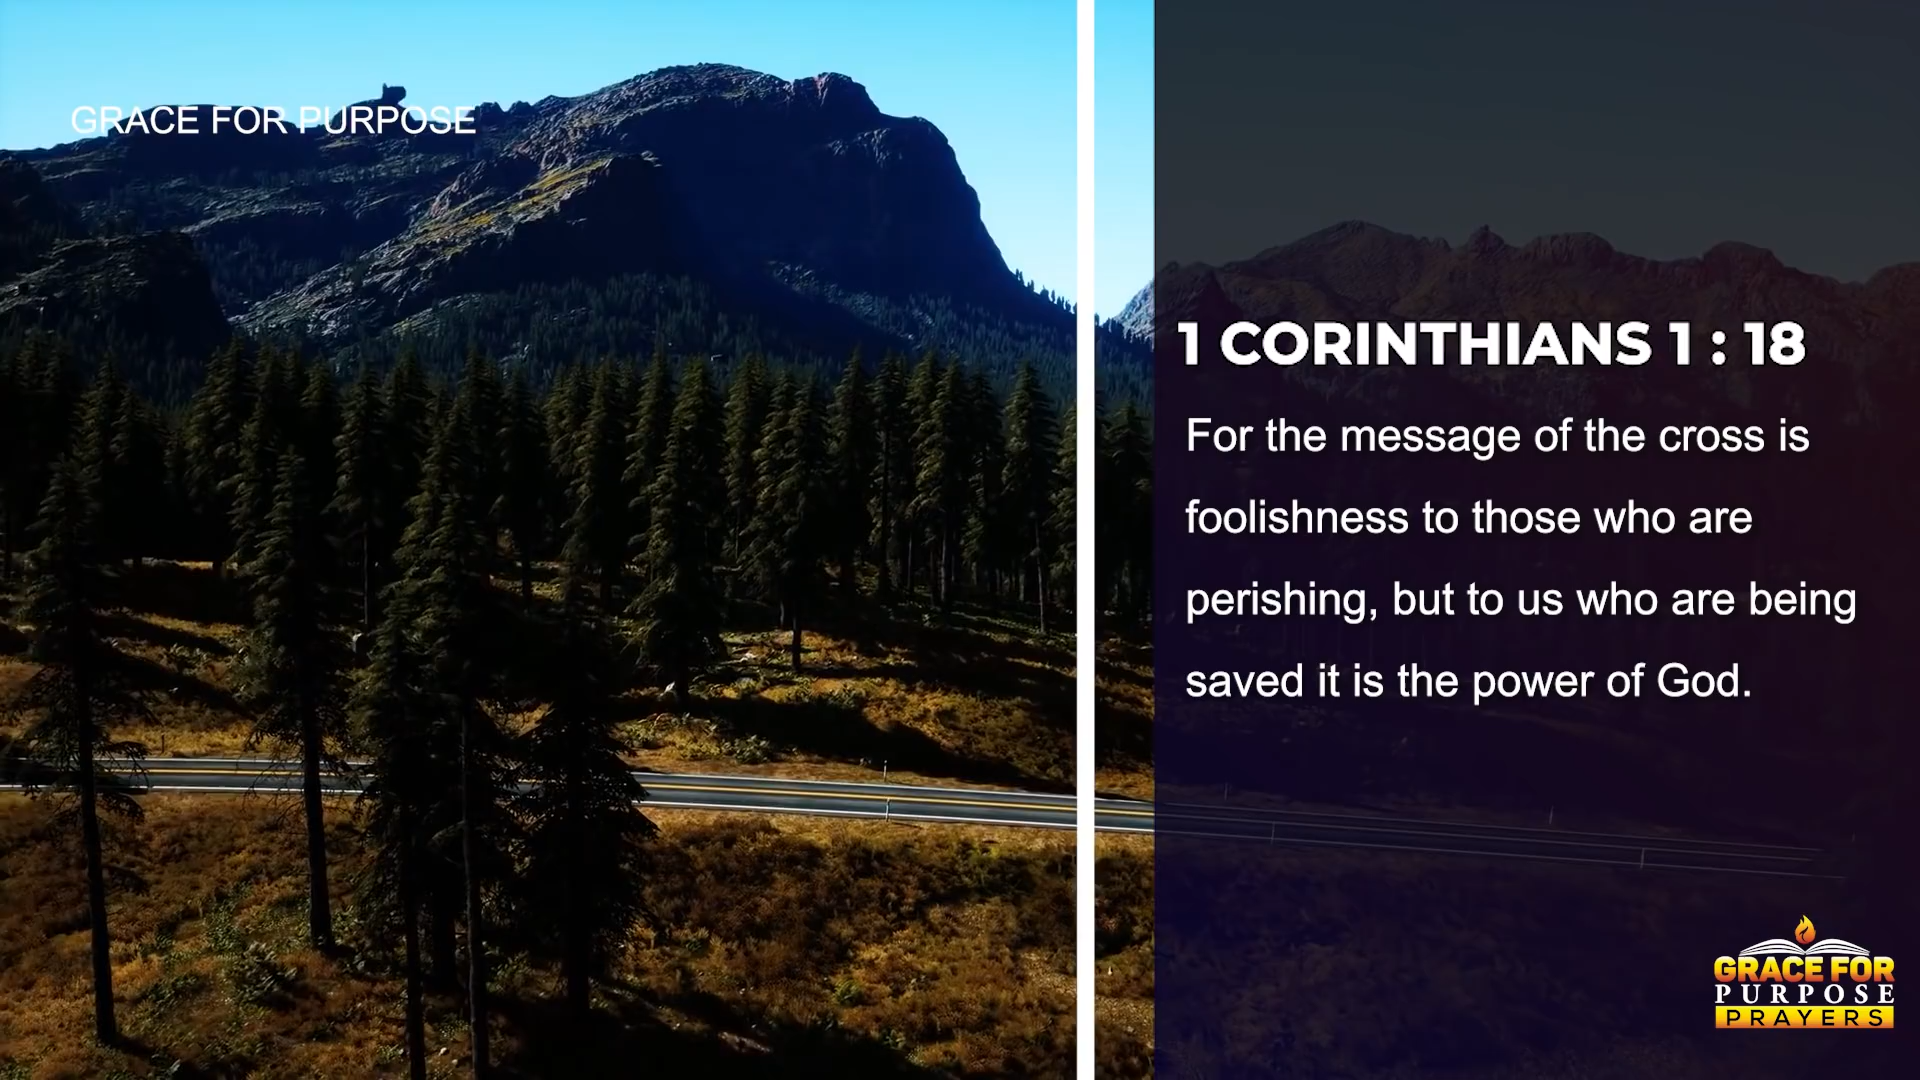 GRACE FOR PURPOSE
1 CORINTHIANS 1 : 18
For the message of the cross is
foolishness to those who are
perishing, but to us who are being
saved it is the power of God.
GRACE FOR
PURPOSE
PRAYERS